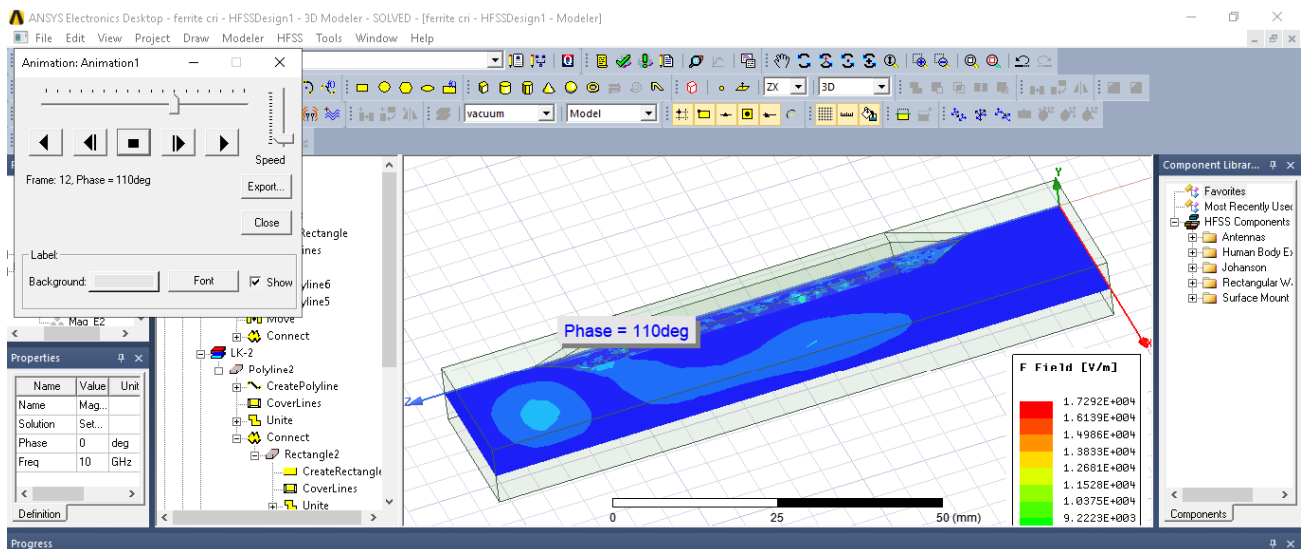 ANSYS Electronics Desktop - ferrite cri - HFSSDesign1 - 3D Modeler - SOLVED - [ferrite cri - HFSSDesign1 - Modeler]
File Edit View Project Draw Modeler HFSS Tools Window Help
Animation: Animation1
Speed
Frame: 12, Phase = 110deg
Export...
Close
Label:
Background:
Font
Show
ZX
3D
vacuum
Model
Mag_E2
Properties
Name Value Unit
Name Mag...
Solution Set...
Phase 0 deg
Freq 10 GHz
Definition
Move
Connect
LK-2
Polyline2
CreatePolyline
CoverLines
Unite
Connect
Rectangle2
CreateRectangle
CoverLines
Unite
Phase = 110deg
Y
Z
0 25 50 (mm)
E Field [V/m]
1.7292E+004
1.6139E+004
1.4986E+004
1.3833E+004
1.2681E+004
1.1528E+004
1.0375E+004
9.2223E+003
Component Librar...
Favorites
Most Recently Used
HFSS Components
Antennas
Human Body E
Johanson
Rectangular W
Surface Mount
Components
Progress